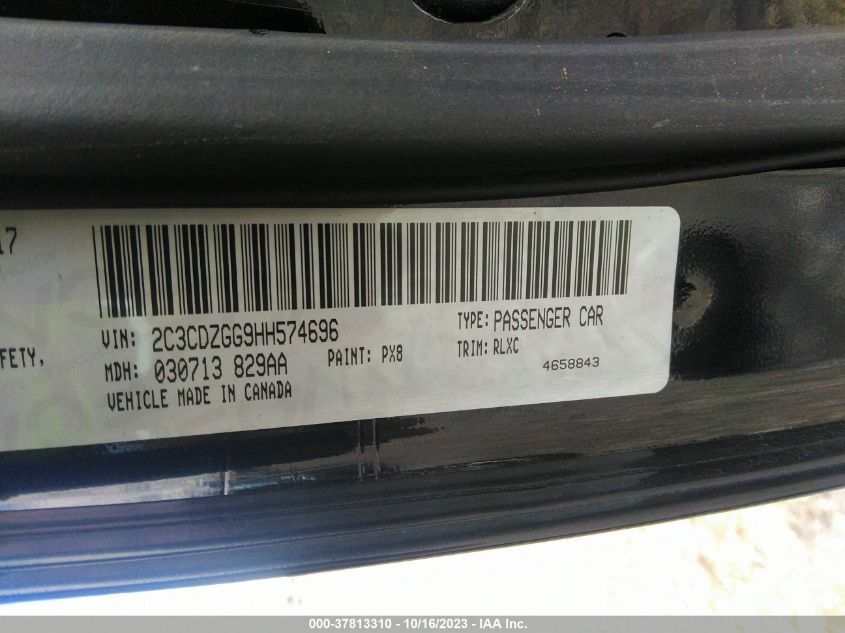 17
VIN: 2C3CDZGG9HH574696 TYPE: PASSENGER CAR
FETY, MDH: 030713 829AA PAINT: PX8 TRIM: RLXC
VEHICLE MADE IN CANADA 4658843
000-37813310 - 10/16/2023 - IAA Inc.